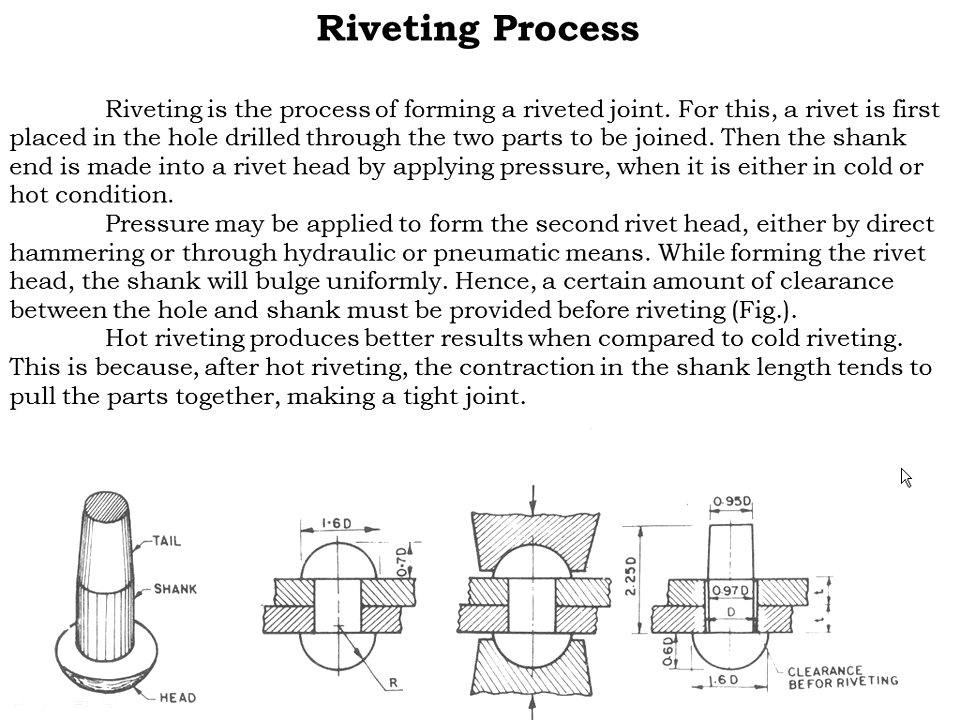 Riveting Process
Riveting is the process of forming a riveted joint. For this, a rivet is first
placed in the hole drilled through the two parts to be joined. Then the shank
end is made into a rivet head by applying pressure, when it is either in cold or
hot condition.
Pressure may be applied to form the second rivet head, either by direct
hammering or through hydraulic or pneumatic means. While forming the rivet
head, the shank will bulge uniformly. Hence, a certain amount of clearance
between the hole and shank must be provided before riveting (Fig.).
Hot riveting produces better results when compared to cold riveting.
This is because, after hot riveting, the contraction in the shank length tends to
pull the parts together, making a tight joint.
TAIL
SHANK
HEAD
1·6D
0·7D
R
0·95D
2·25D
0·97D
D
t
t
0·6D
1·6D
CLEARANCE
BEFOR RIVETING